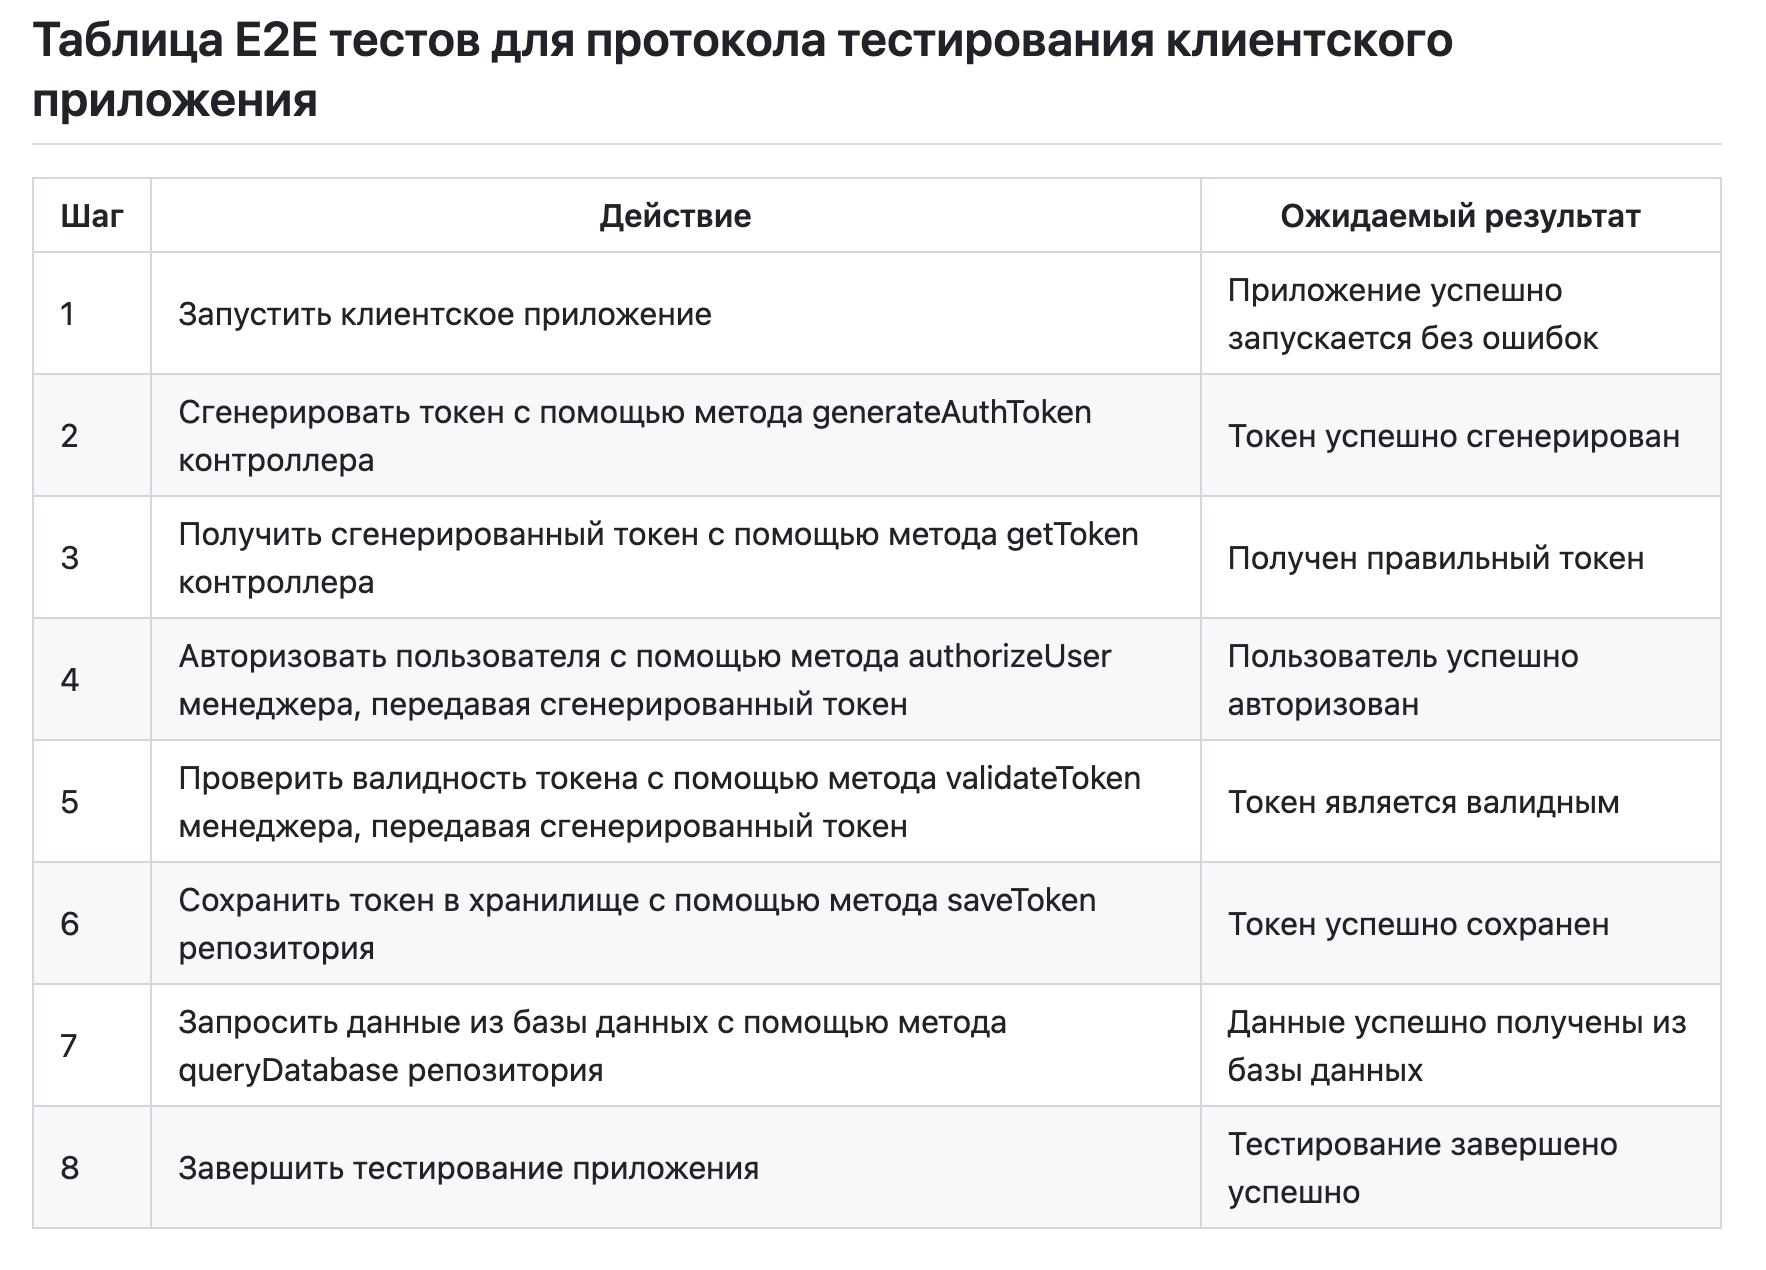 Таблица E2E тестов для протокола тестирования клиентского
приложения
Шаг
Действие
Ожидаемый результат
1
Запустить клиентское приложение
Приложение успешно
запускается без ошибок
2
Сгенерировать токен с помощью метода generateAuthToken
контроллера
Токен успешно сгенерирован
3
Получить сгенерированный токен с помощью метода getToken
контроллера
Получен правильный токен
4
Авторизовать пользователя с помощью метода authorizeUser
менеджера, передавая сгенерированный токен
Пользователь успешно
авторизован
5
Проверить валидность токена с помощью метода validateToken
менеджера, передавая сгенерированный токен
Токен является валидным
6
Сохранить токен в хранилище с помощью метода saveToken
репозитория
Токен успешно сохранен
7
Запросить данные из базы данных с помощью метода
queryDatabase репозитория
Данные успешно получены из
базы данных
8
Завершить тестирование приложения
Тестирование завершено
успешно